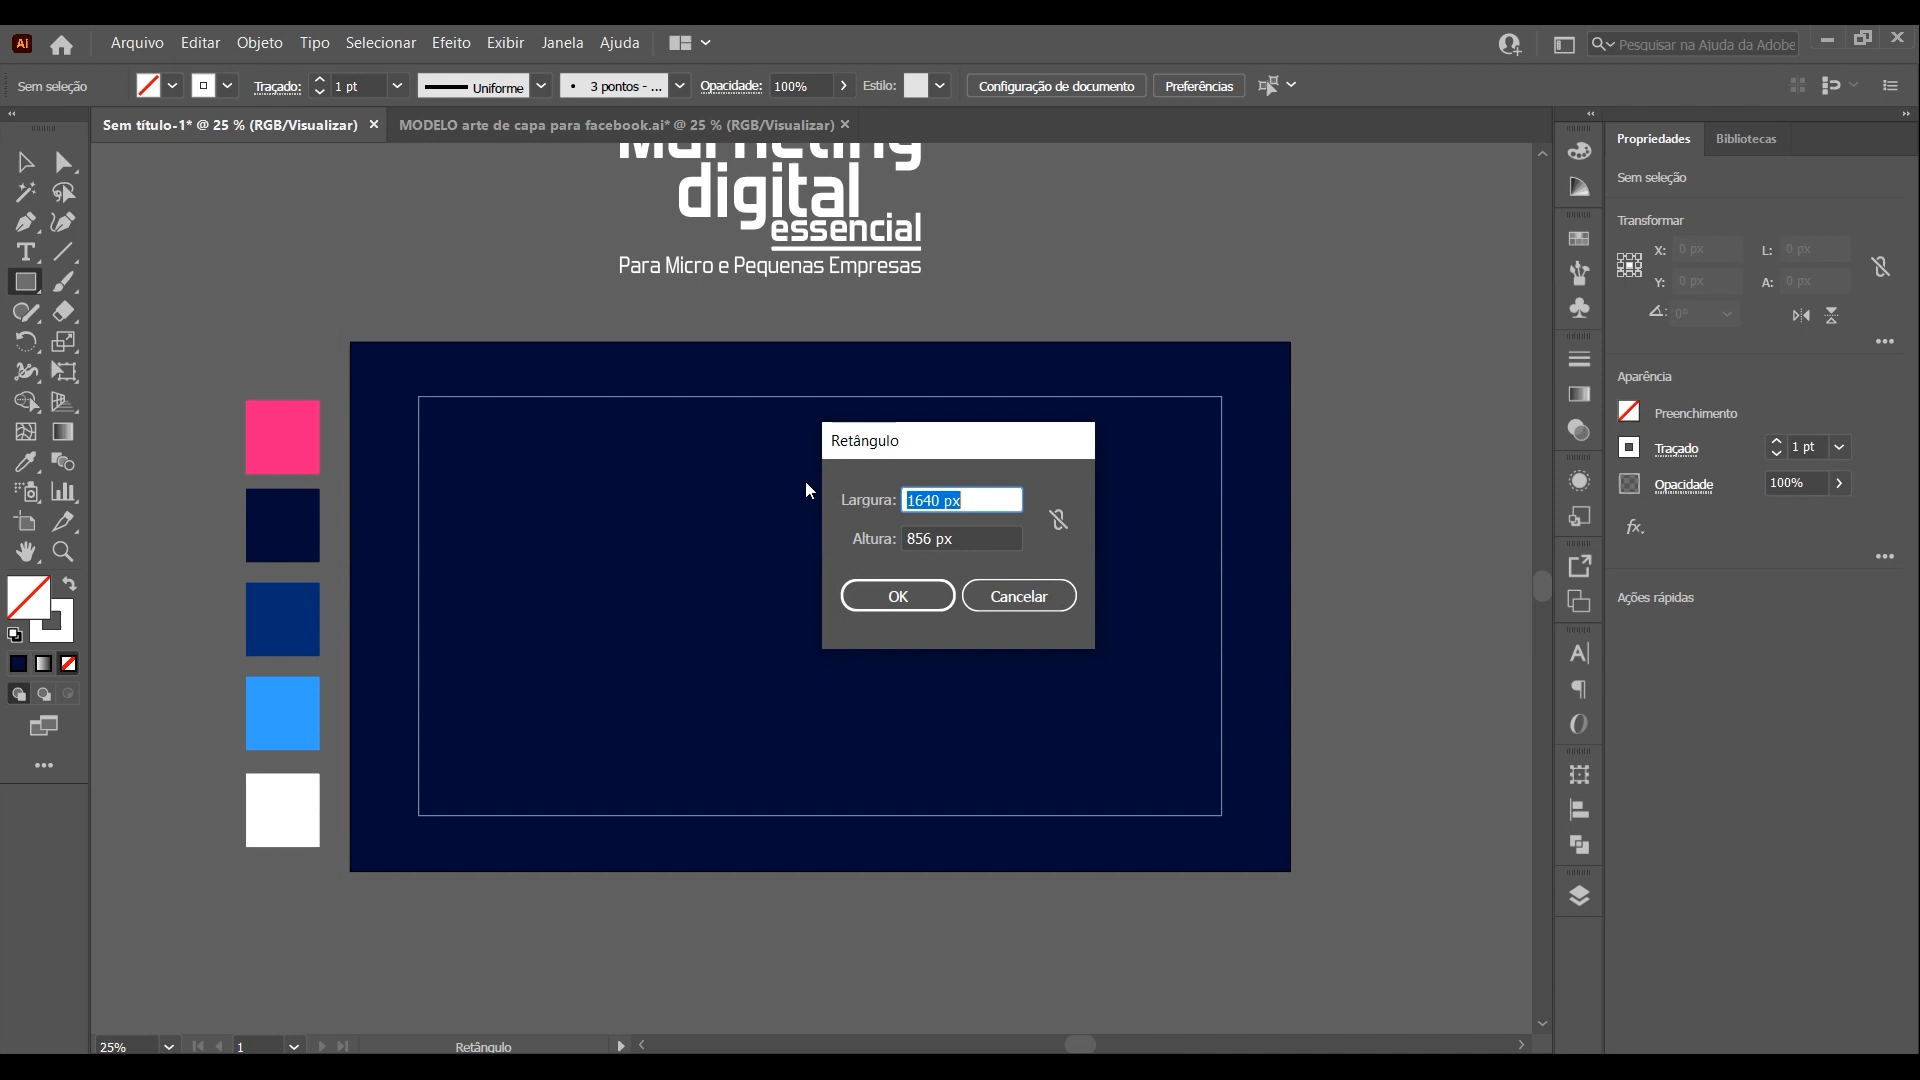 Ai
Arquivo Editar Objeto Tipo Selecionar Efeito Exibir Janela Ajuda
Pesquisar na Ajuda da Adobe
Sem seleção
Traçado: 1 pt
Uniforme
3 pontos - ...
Opacidade: 100%
Estilo:
Configuração de documento
Preferências
Sem título-1* @ 25 % (RGB/Visualizar)
MODELO arte de capa para facebook.ai* @ 25 % (RGB/Visualizar)
Marketing
digital
essencial
Para Micro e Pequenas Empresas
Retângulo
Largura: 1640 px
Altura: 856 px
OK Cancelar
Propriedades Bibliotecas
Sem seleção
Transformar
X: 0 px L: 0 px
Y: 0 px A: 0 px
0°
Aparência
Preenchimento
Traçado 1 pt
Opacidade 100%
fx.
Ações rápidas
25% 1 Retângulo